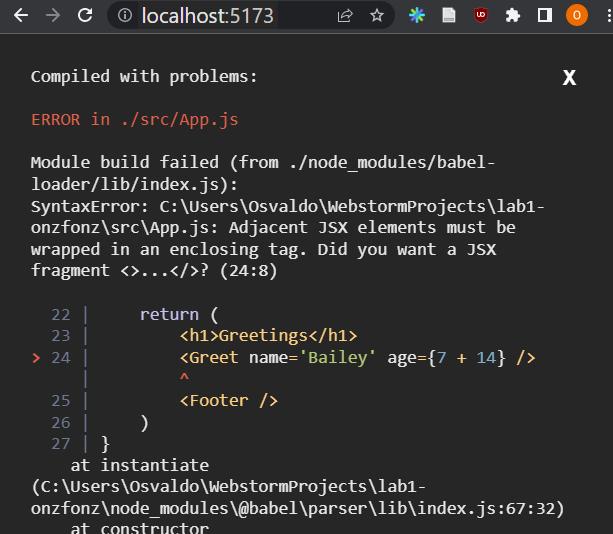 localhost:5173
UD
O
Compiled with problems:
X
ERROR in ./src/App.js
Module build failed (from ./node_modules/babel-
loader/lib/index.js):
SyntaxError: C:\Users\Osvaldo\WebstormProjects\lab1-
onzfonz\src\App.js: Adjacent JSX elements must be
wrapped in an enclosing tag. Did you want a JSX
fragment <>...</>? (24:8)
22 |     return (
23 |         <h1>Greetings</h1>
> 24 |         <Greet name='Bailey' age={7 + 14} />
|         ^
25 |         <Footer />
26 |     )
27 | }
at instantiate
(C:\Users\Osvaldo\WebstormProjects\lab1-
onzfonz\node_modules\@babel\parser\lib\index.js:67:32)
at constructor